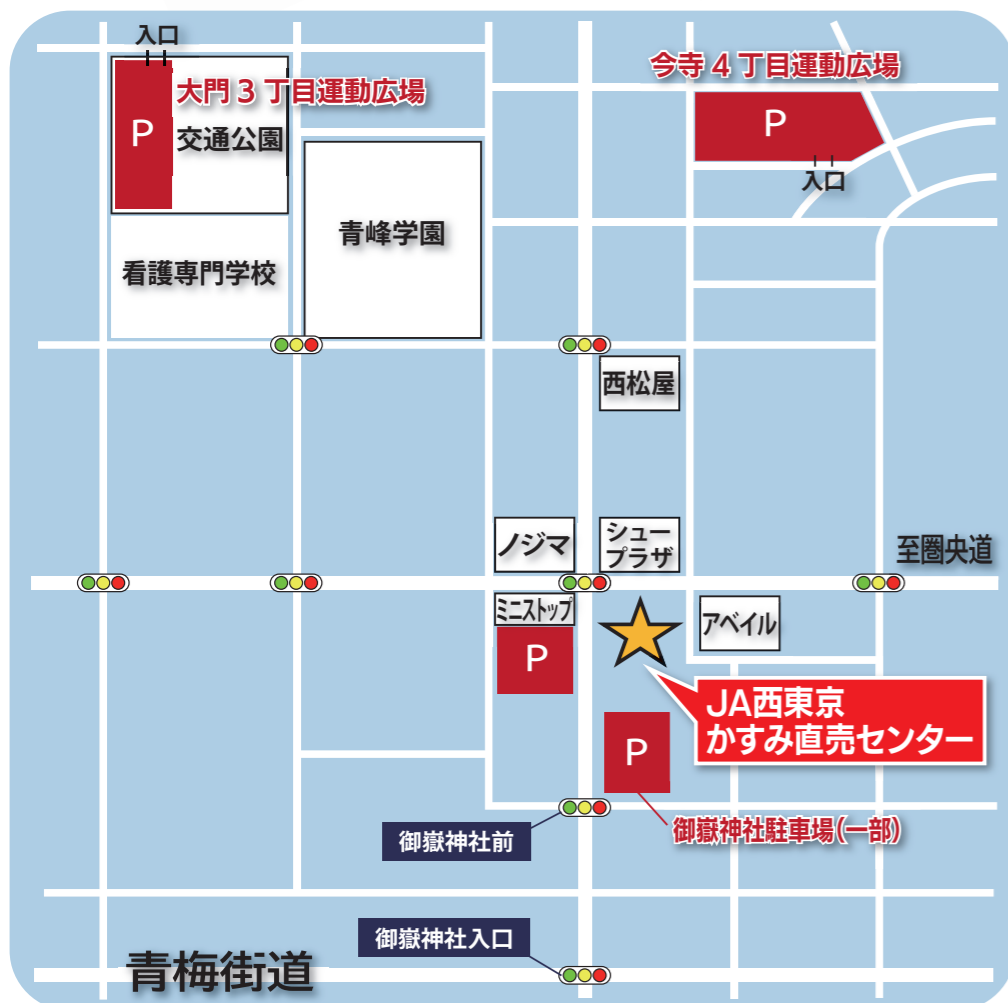 入口
大門3丁目運動広場
P
交通公園
今寺4丁目運動広場
P
入口
青峰学園
看護専門学校
西松屋
ノジマ
シュー
プラザ
至圏央道
ミニストップ
アベイル
P
JA西東京
かすみ直売センター
P
御嶽神社駐車場(一部)
御嶽神社前
御嶽神社入口
青梅街道